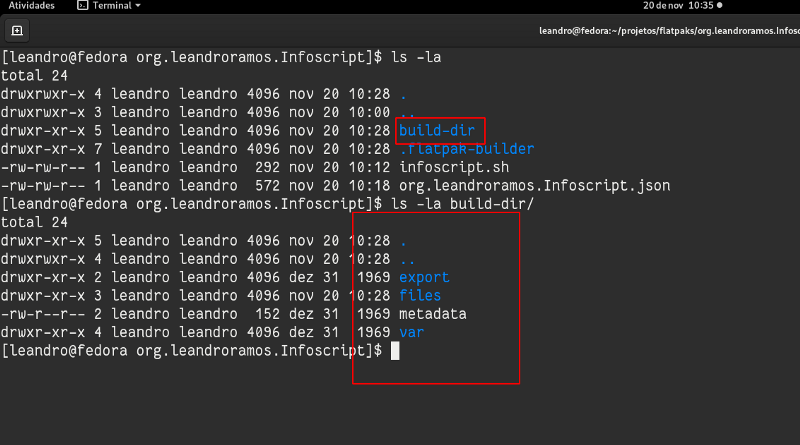 Atividades Terminal 20 de nov 10:35
leandro@fedora:~/projetos/flatpaks/org.leandroramos.Infosc
[leandro@fedora org.leandroramos.Infoscript]$ ls -la
total 24
drwxrwxr-x 4 leandro leandro 4096 nov 20 10:28 .
drwxrwxr-x 3 leandro leandro 4096 nov 20 10:00 ..
drwxr-xr-x 5 leandro leandro 4096 nov 20 10:28 build-dir
drwxr-xr-x 7 leandro leandro 4096 nov 20 10:28 .flatpak-builder
-rw-rw-r-- 1 leandro leandro 292 nov 20 10:12 infoscript.sh
-rw-rw-r-- 1 leandro leandro 572 nov 20 10:18 org.leandroramos.Infoscript.json
[leandro@fedora org.leandroramos.Infoscript]$ ls -la build-dir/
total 24
drwxr-xr-x 5 leandro leandro 4096 nov 20 10:28 .
drwxrwxr-x 4 leandro leandro 4096 nov 20 10:28 ..
drwxr-xr-x 2 leandro leandro 4096 dez 31 1969 export
drwxr-xr-x 3 leandro leandro 4096 nov 20 10:28 files
-rw-r--r-- 2 leandro leandro 152 dez 31 1969 metadata
drwxr-xr-x 4 leandro leandro 4096 dez 31 1969 var
[leandro@fedora org.leandroramos.Infoscript]$